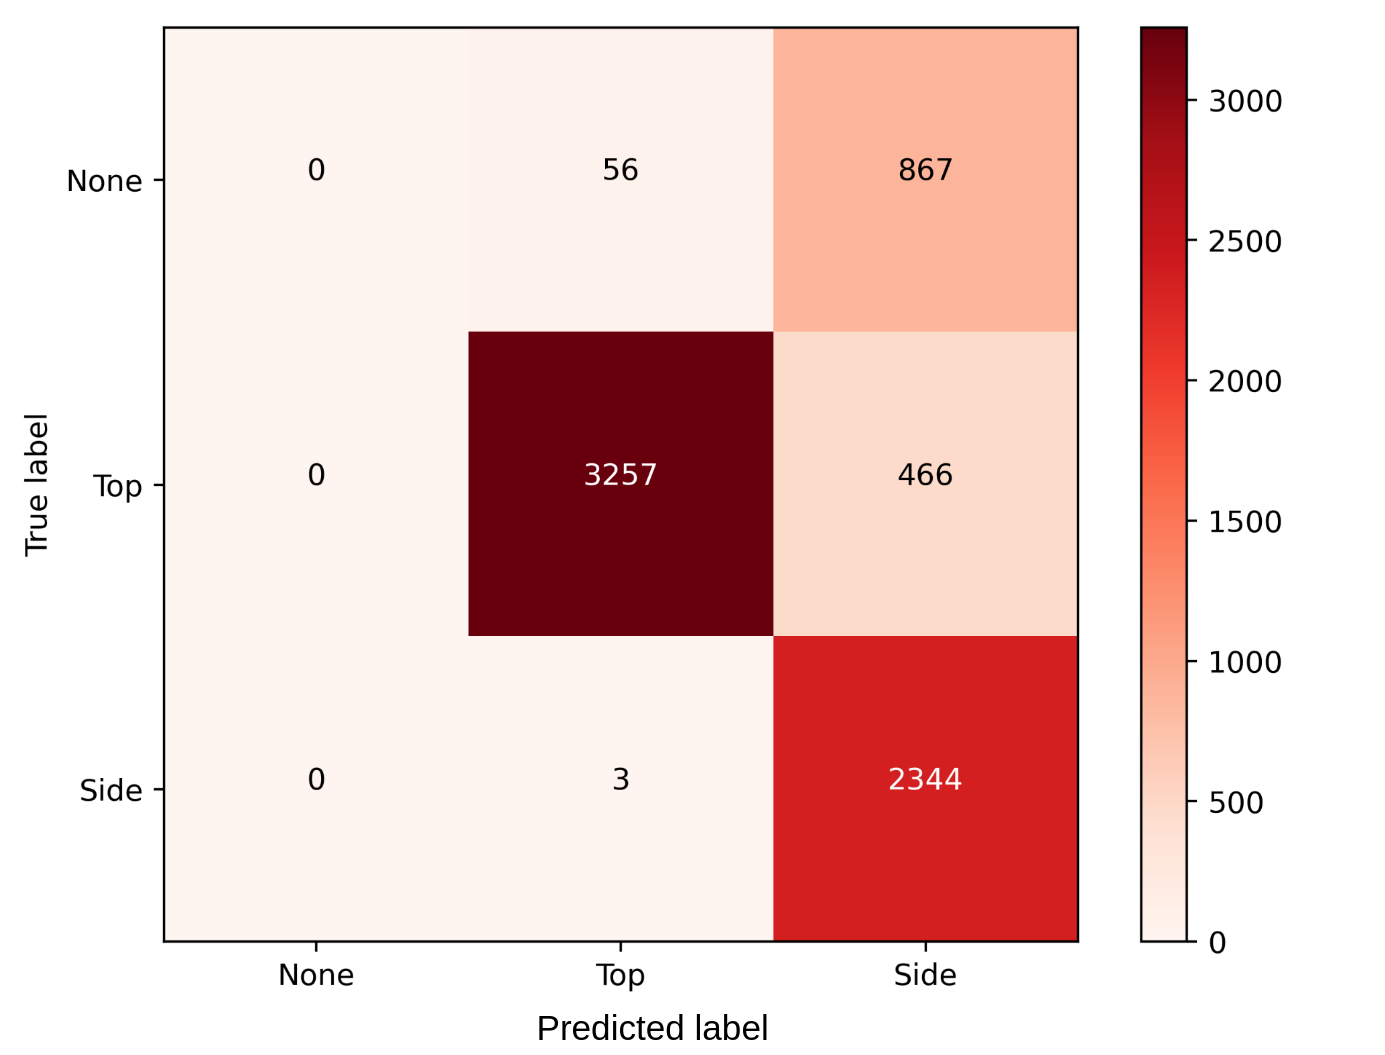 None 0 56 867
Top 0 3257 466
Side 0 3 2344
True label
None Top Side
Predicted label
3000
2500
2000
1500
1000
500
0